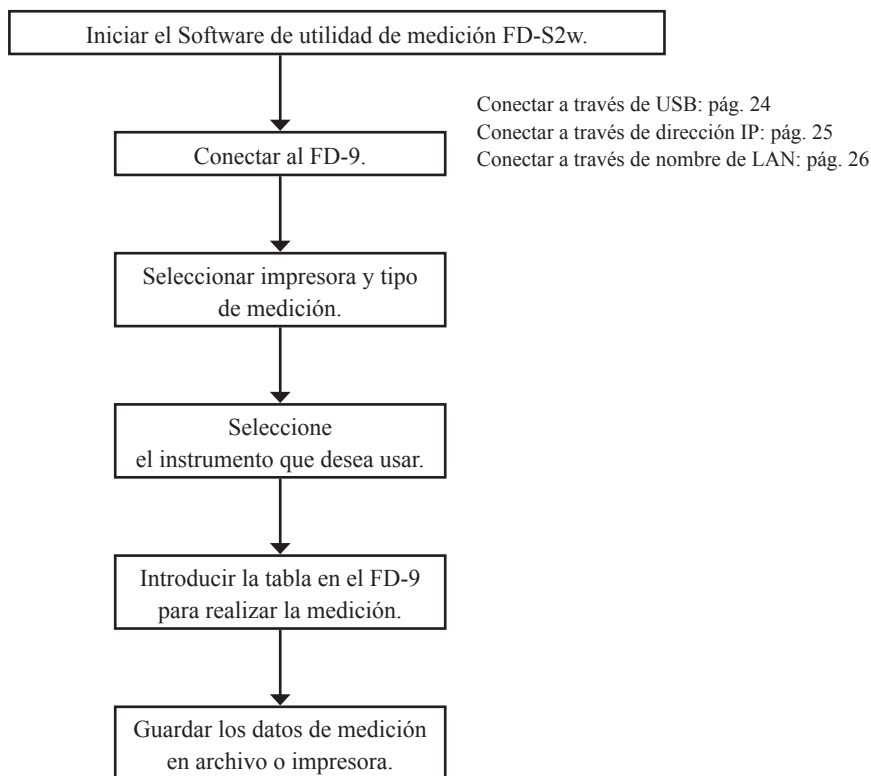 Iniciar el Software de utilidad de medición FD-S2w.
Conectar a través de USB: pág. 24
Conectar a través de dirección IP: pág. 25
Conectar a través de nombre de LAN: pág. 26
Conectar al FD-9.
Seleccionar impresora y tipo
de medición.
Seleccione
el instrumento que desea usar.
Introducir la tabla en el FD-9
para realizar la medición.
Guardar los datos de medición
en archivo o impresora.